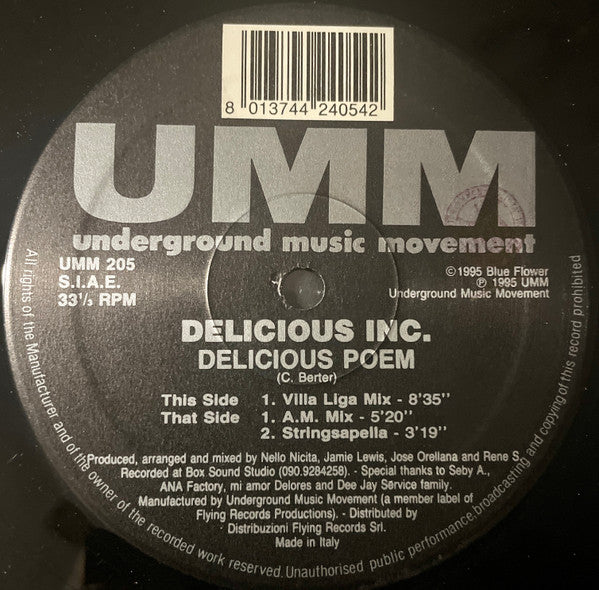 8 013744 240542
UMM
underground music movement
UMM 205
S.I.A.E.
33⅓ RPM
©1995 Blue Flower
℗ 1995 UMM
Underground Music Movement
DELICIOUS INC.
DELICIOUS POEM
(C. Berter)
This Side 1. Villa Liga Mix - 8'35"
That Side 1. A.M. Mix - 5'20"
2. Stringsapella - 3'19"
Produced, arranged and mixed by Nello Nicita, Jamie Lewis, Jose Orellana and Rene S.
Recorded at Box Sound Studio (090.9284258). - Special thanks to Seby A.,
ANA Factory, mi amor Delores and Dee Jay Service family.
Manufactured by Underground Music Movement (a member label of
Flying Records Productions). - Distributed by
Distribuzioni Flying Records Srl.
Made in Italy
All rights of the Manufacturer and of the owner of the recorded work reserved. Unauthorised public performance, broadcasting and copying of this record prohibited